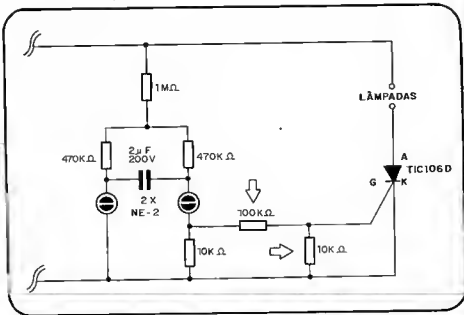 1MΩ
LÂMPADAS
470KΩ
2µF
200V
470KΩ
A
TIC106D
G
K
2 X
NE-2
100KΩ
10KΩ
10KΩ